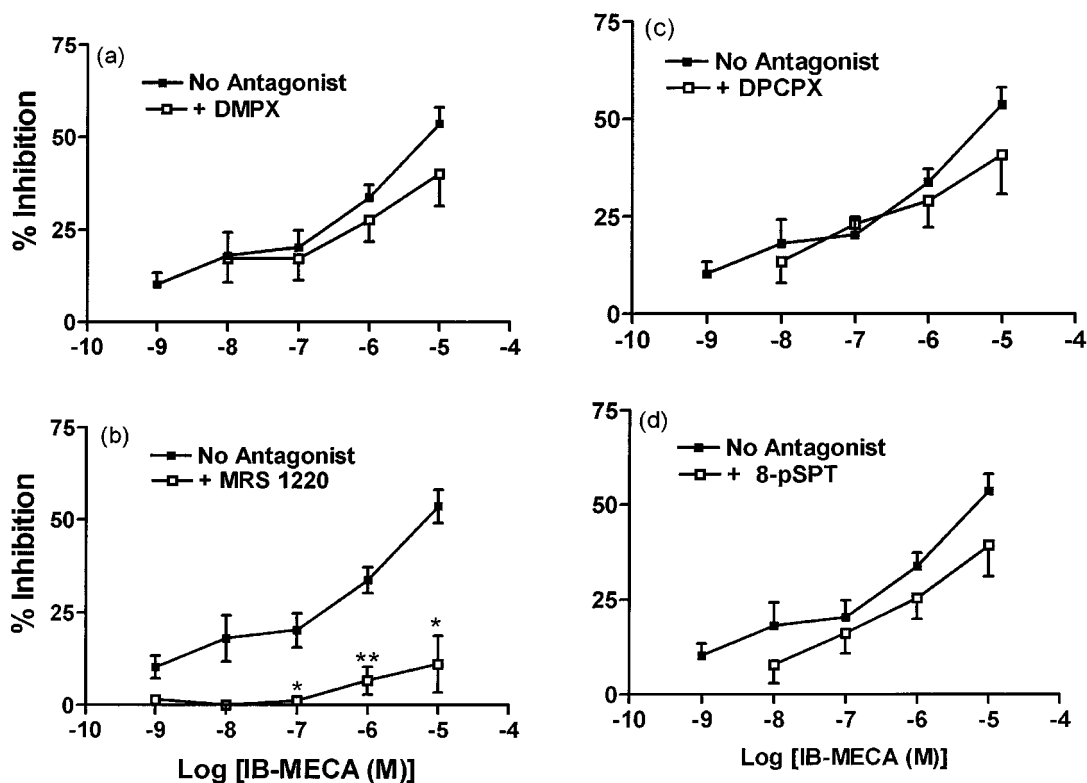 (a)
75
50
25
0
% Inhibition
No Antagonist
+ DMPX
-10 -9 -8 -7 -6 -5 -4
(c)
75
50
25
0
No Antagonist
+ DPCPX
-10 -9 -8 -7 -6 -5 -4
(b)
75
50
25
0
% Inhibition
No Antagonist
+ MRS 1220
* ** *
-10 -9 -8 -7 -6 -5 -4
Log [IB-MECA (M)]
(d)
75
50
25
0
No Antagonist
+ 8-pSPT
-10 -9 -8 -7 -6 -5 -4
Log [IB-MECA (M)]